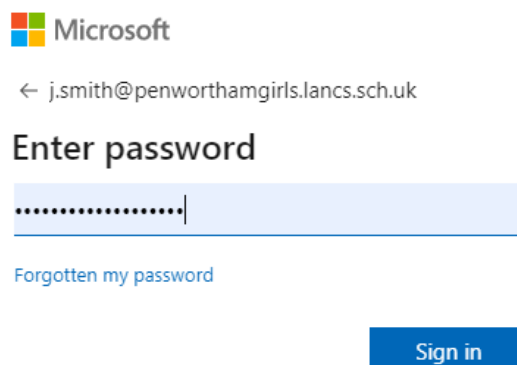 Microsoft
← j.smith@penworthamgirls.lancs.sch.uk
Enter password
•••••••••••••••••••
Forgotten my password
Sign in